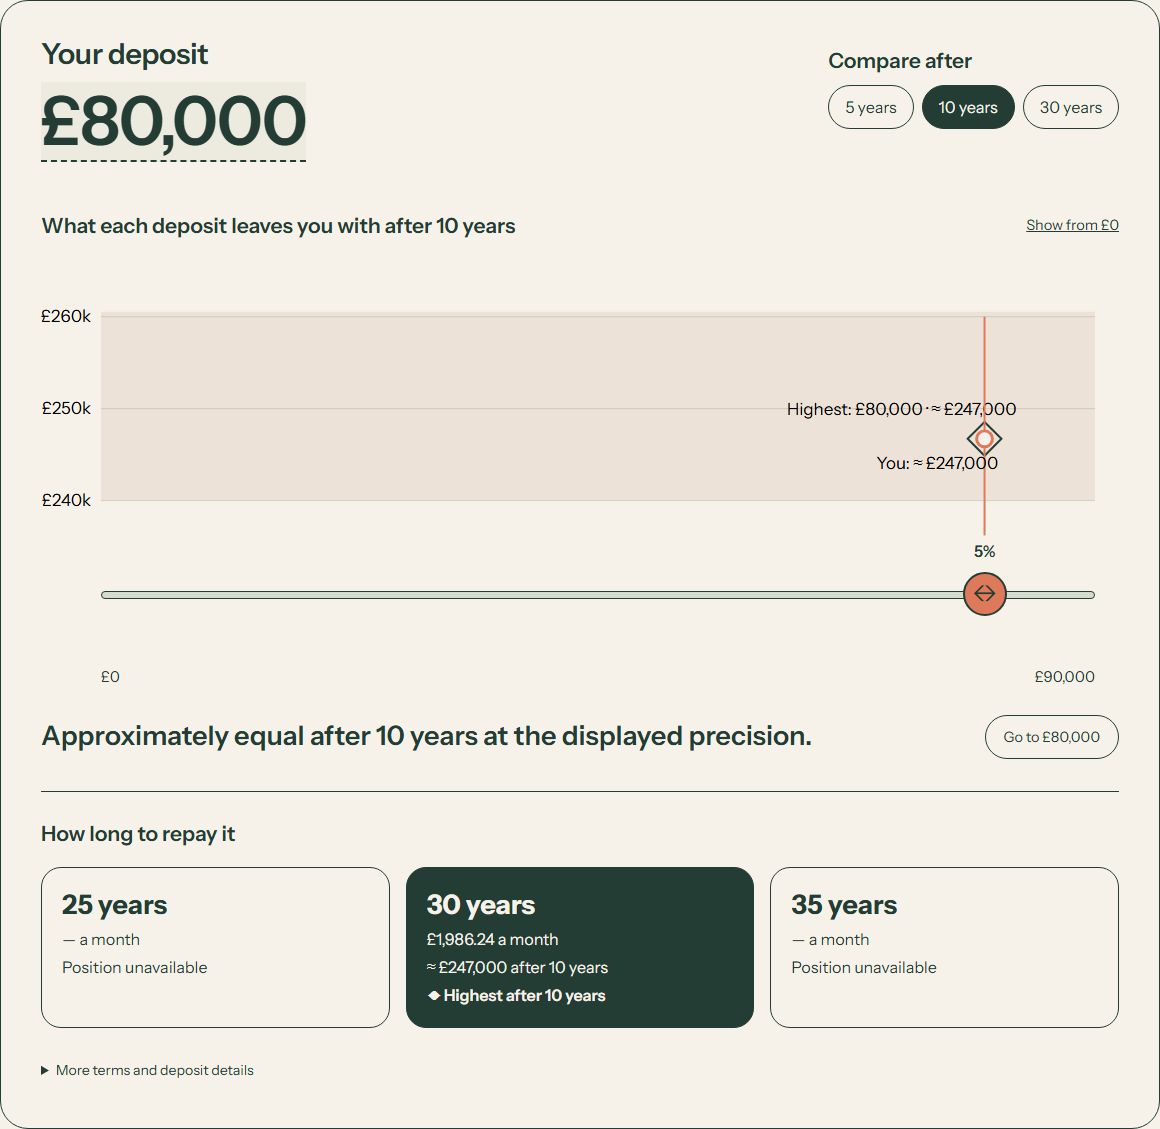 Your deposit
£80,000
Compare after
5 years
10 years
30 years
What each deposit leaves you with after 10 years
Show from £0
£260k
£250k
£240k
Highest: £80,000 · ≈ £247,000
You: ≈ £247,000
5%
£0
£90,000
Approximately equal after 10 years at the displayed precision.
Go to £80,000
How long to repay it
25 years
— a month
Position unavailable
30 years
£1,986.24 a month
≈ £247,000 after 10 years
◆ Highest after 10 years
35 years
— a month
Position unavailable
▶ More terms and deposit details